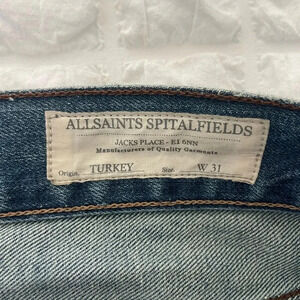 ALLSAINTS SPITALFIELDS
JACKS PLACE - E1 6NN
Manufacturers of Quality Garments
Origin. TURKEY Size. W 31